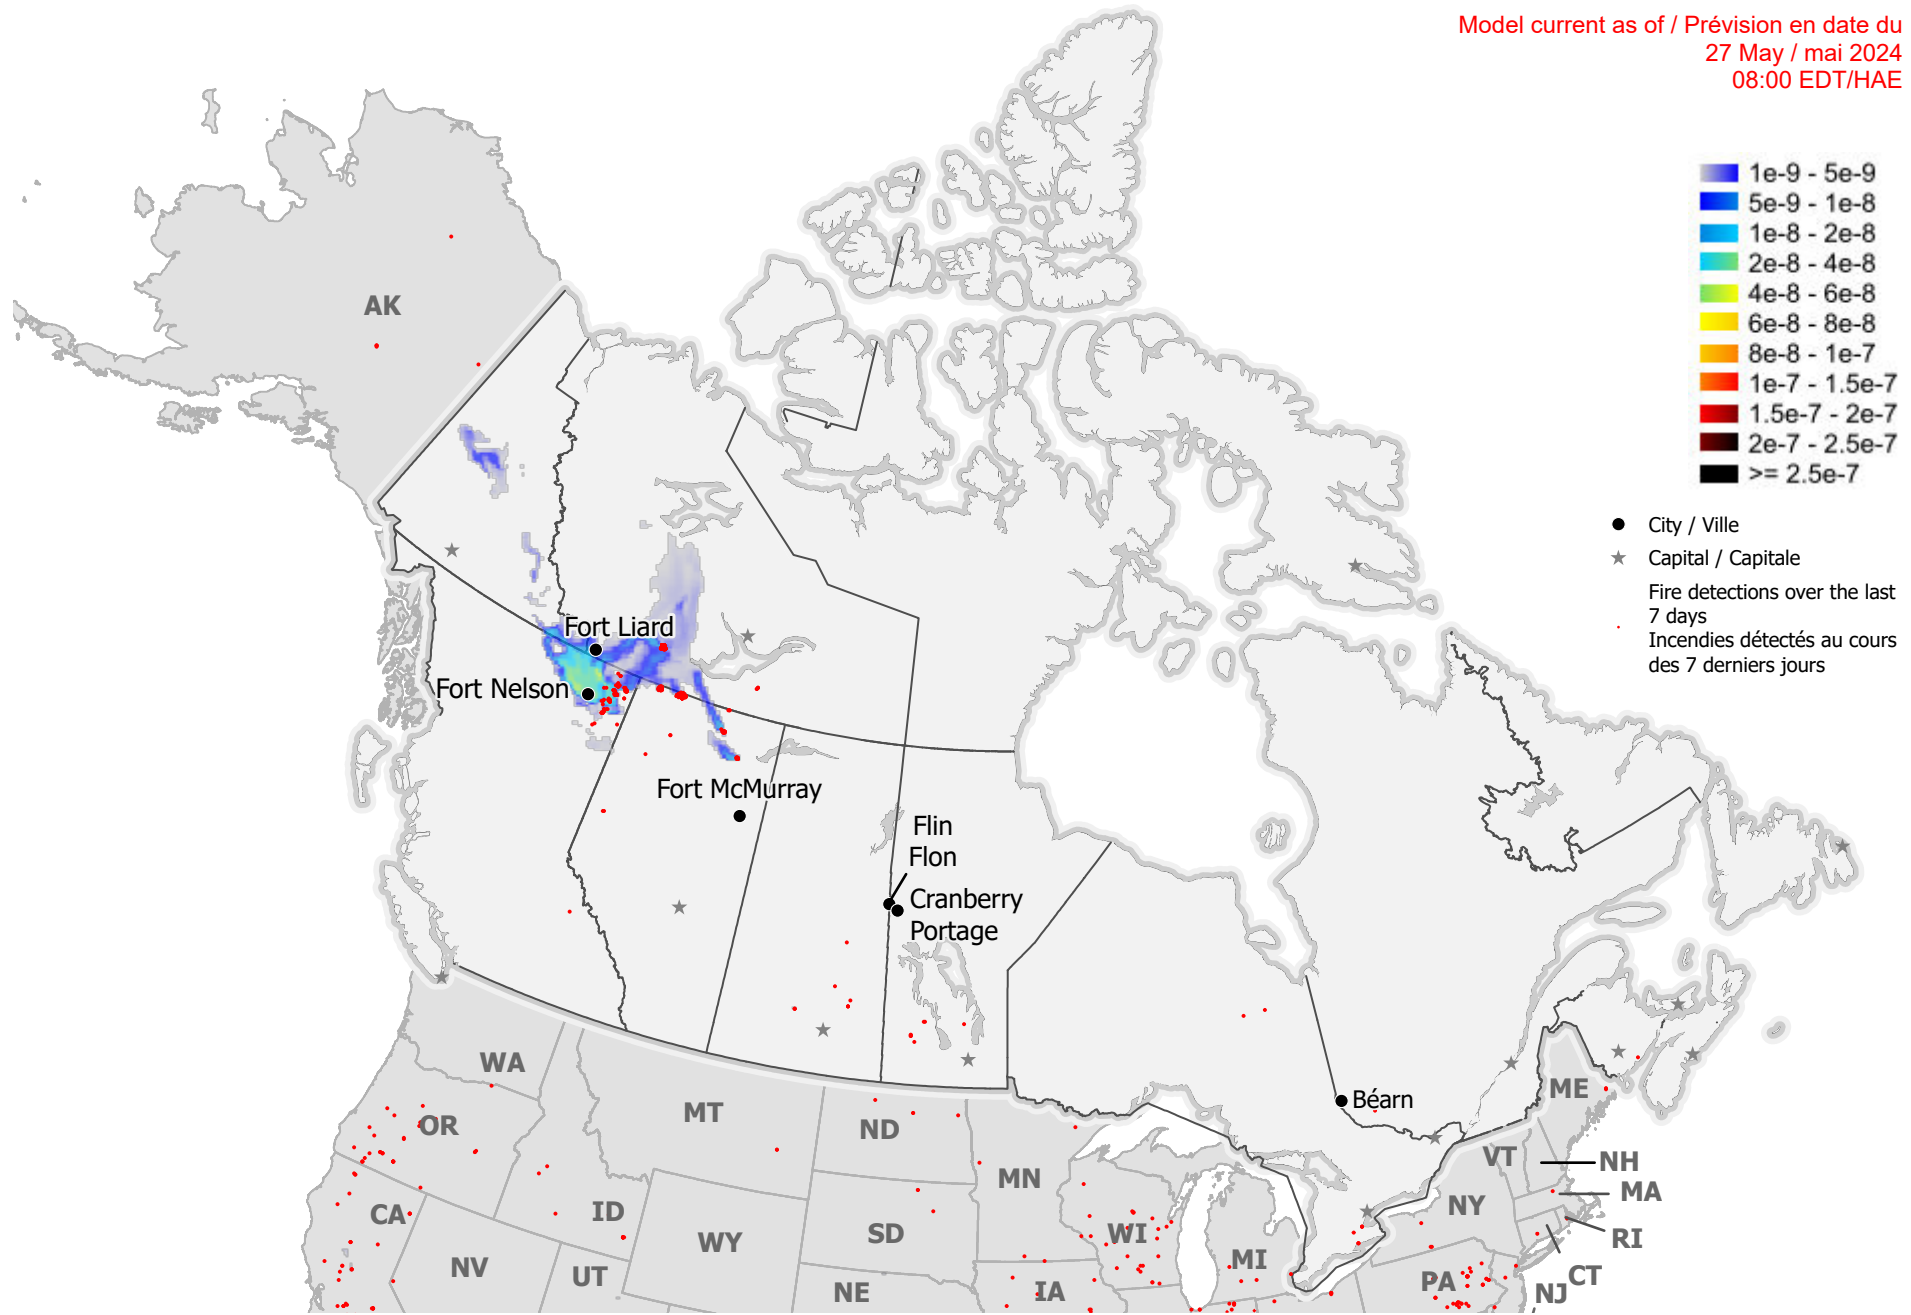 Model current as of / Prévision en date du
27 May / mai 2024
08:00 EDT/HAE
1e-9 - 5e-9
5e-9 - 1e-8
1e-8 - 2e-8
2e-8 - 4e-8
4e-8 - 6e-8
6e-8 - 8e-8
8e-8 - 1e-7
1e-7 - 1.5e-7
1.5e-7 - 2e-7
2e-7 - 2.5e-7
>= 2.5e-7
City / Ville
Capital / Capitale
Fire detections over the last
7 days
Incendies détectés au cours
des 7 derniers jours
AK
Fort Liard
Fort Nelson
Fort McMurray
Flin
Flon
Cranberry
Portage
Béarn
WA
OR
CA
NV
ID
UT
MT
WY
ND
SD
NE
MN
IA
WI
MI
ME
VT
NH
MA
NY
RI
CT
NJ
PA